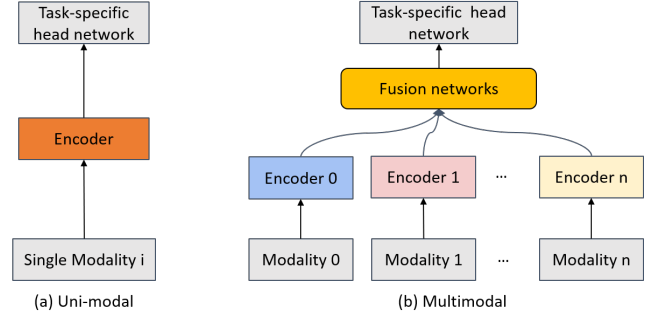 Task-specific
head network
Encoder
Single Modality i
(a) Uni-modal
Task-specific head
network
Fusion networks
Encoder 0
Encoder 1
...
Encoder n
Modality 0
Modality 1
...
Modality n
(b) Multimodal